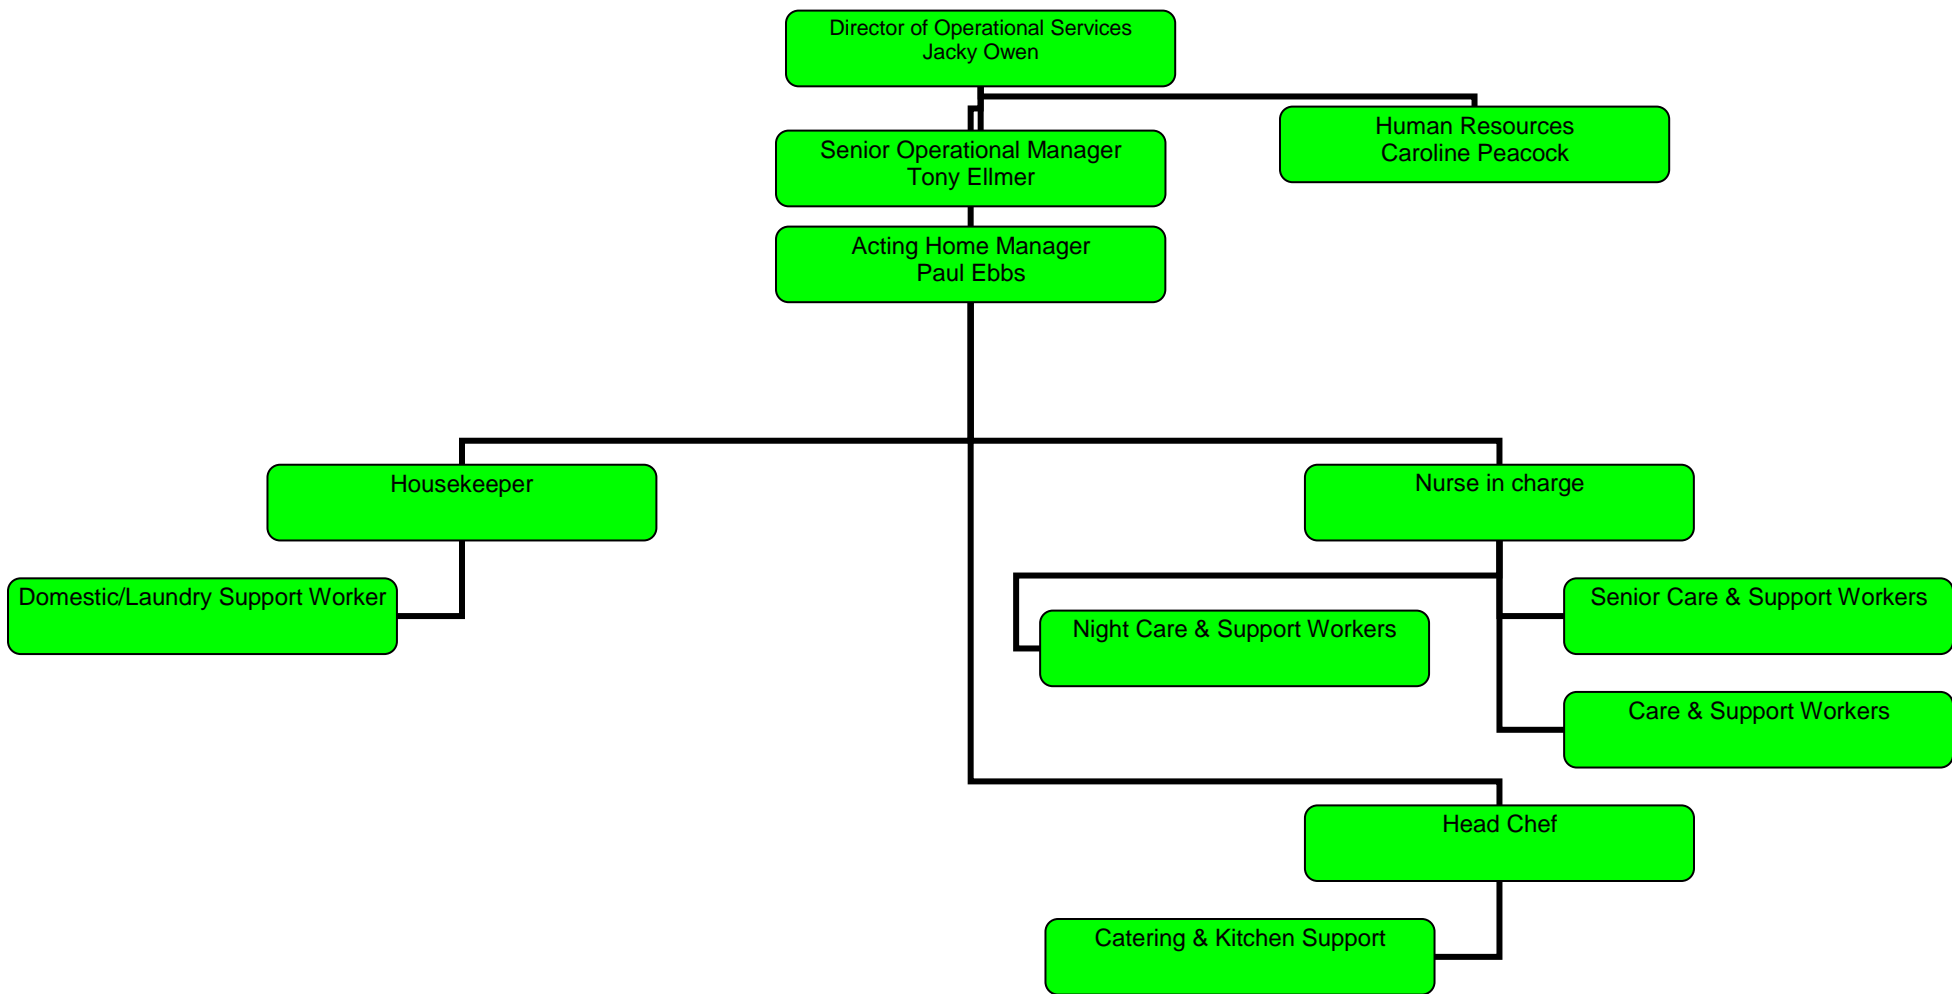 Director of Operational Services
Jacky Owen
Human Resources
Caroline Peacock
Senior Operational Manager
Tony Ellmer
Acting Home Manager
Paul Ebbs
Housekeeper
Nurse in charge
Domestic/Laundry Support Worker
Senior Care & Support Workers
Night Care & Support Workers
Care & Support Workers
Head Chef
Catering & Kitchen Support